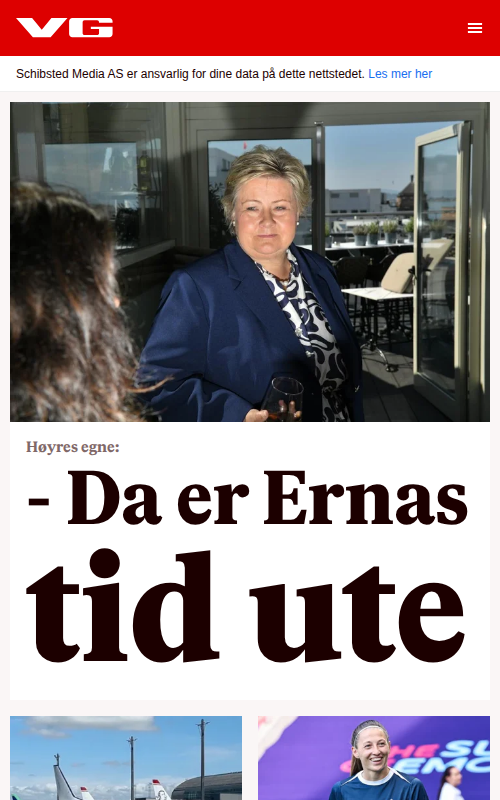 VG
Schibsted Media AS er ansvarlig for dine data på dette nettstedet. Les mer her
Høyres egne:
- Da er Ernas
tid ute